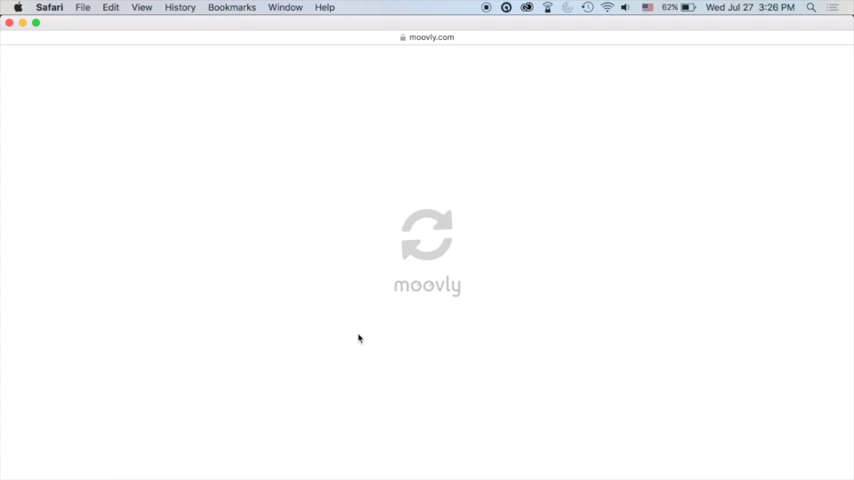 Safari File Edit View History Bookmarks Window Help 62% Wed Jul 27 3:26 PM
moovly.com
moovly